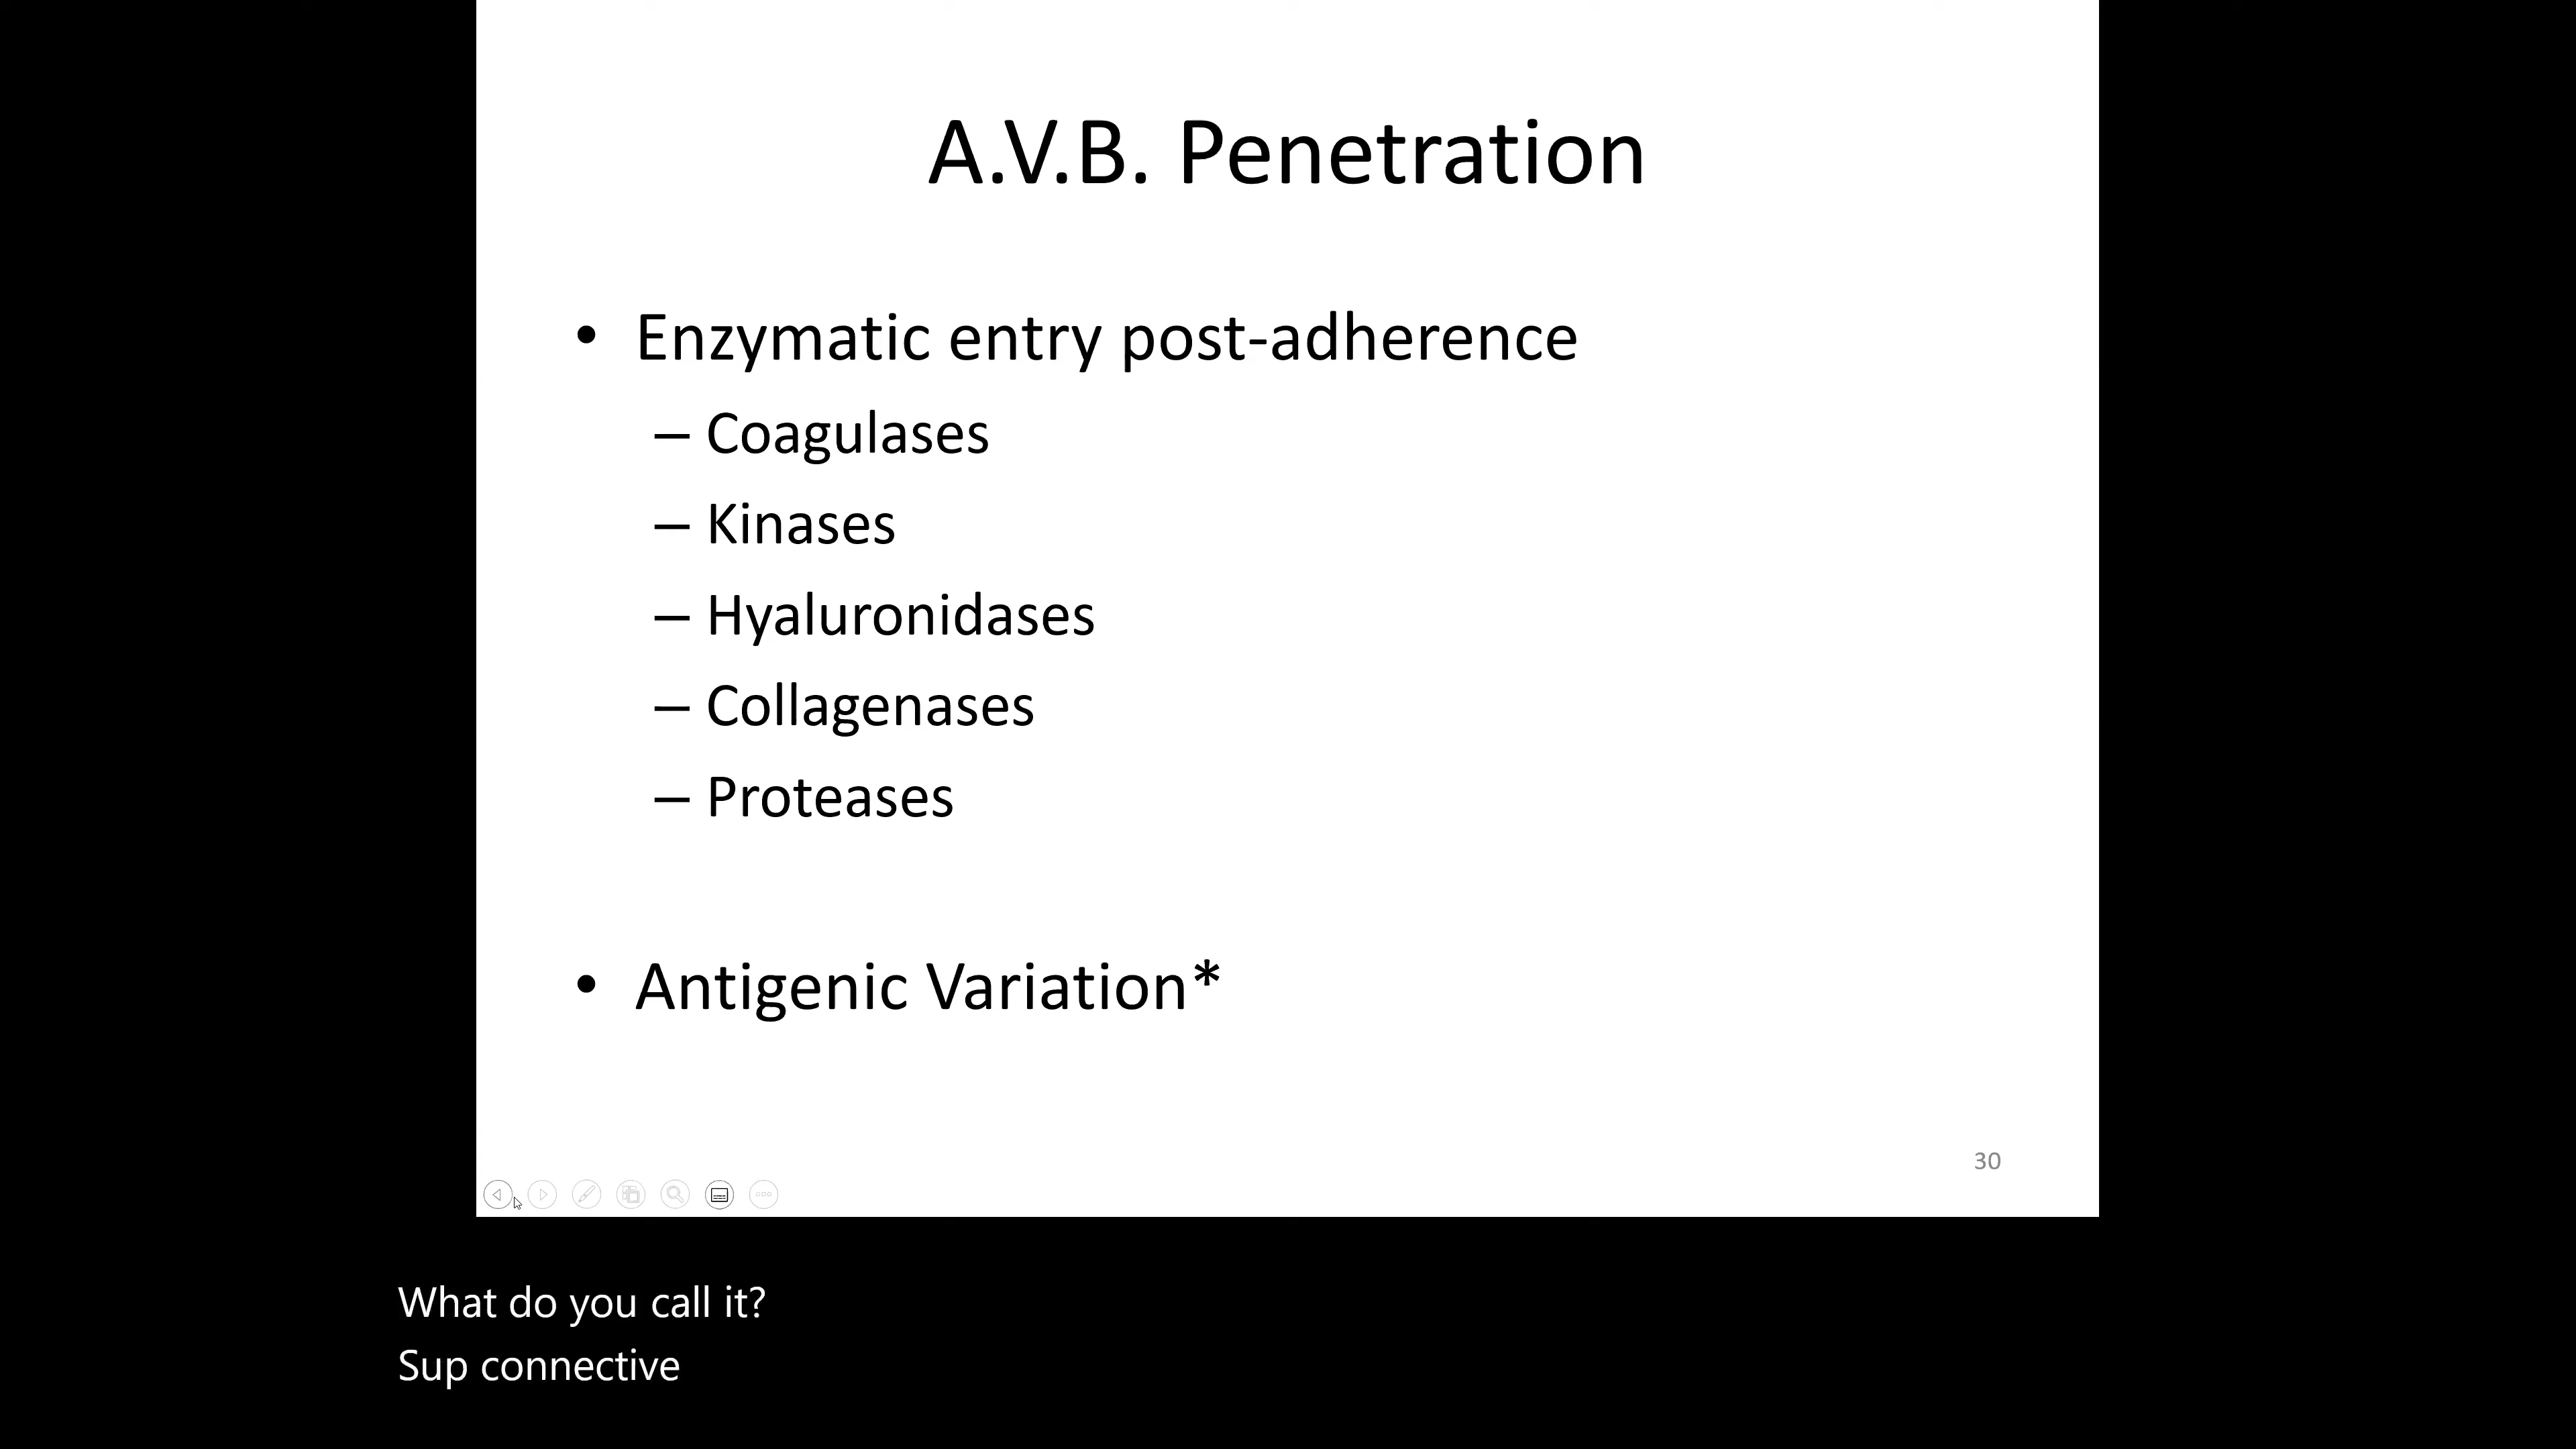 A.V.B. Penetration
• Enzymatic entry post-adherence
– Coagulases
– Kinases
– Hyaluronidases
– Collagenases
– Proteases
• Antigenic Variation*
30
What do you call it?
Sup connective